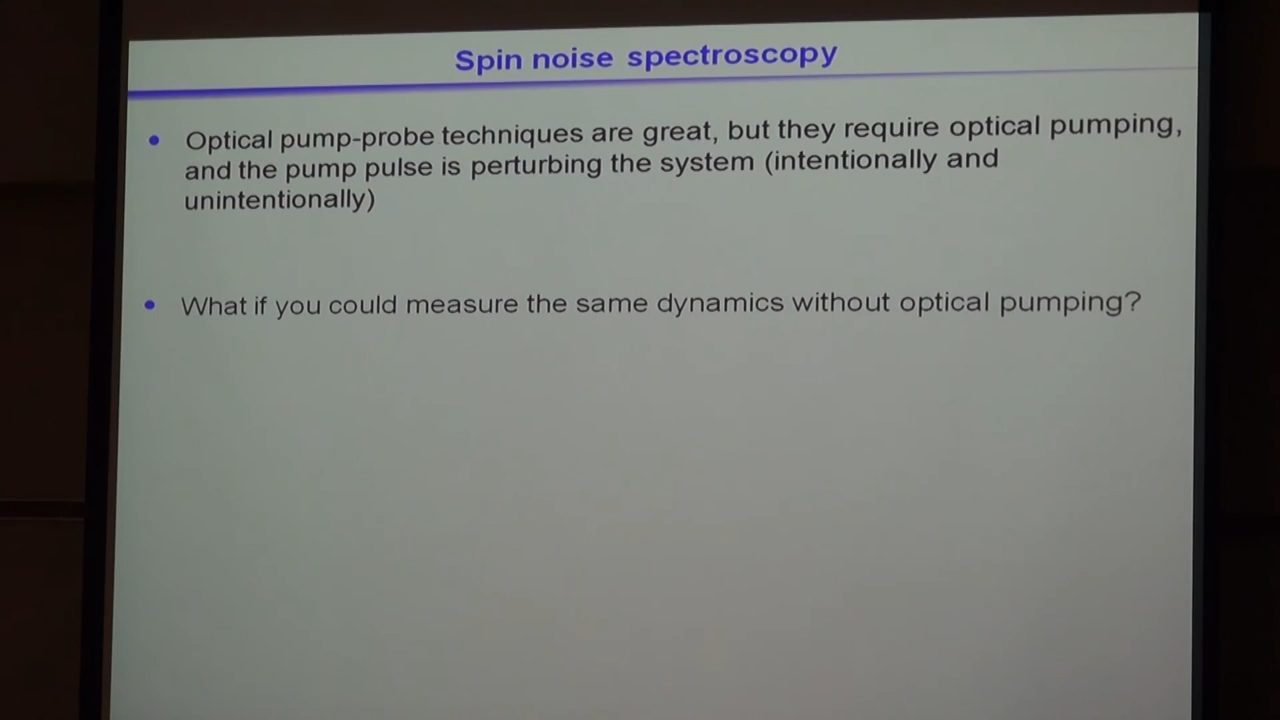 Spin noise spectroscopy
• Optical pump-probe techniques are great, but they require optical pumping,
and the pump pulse is perturbing the system (intentionally and
unintentionally)
• What if you could measure the same dynamics without optical pumping?